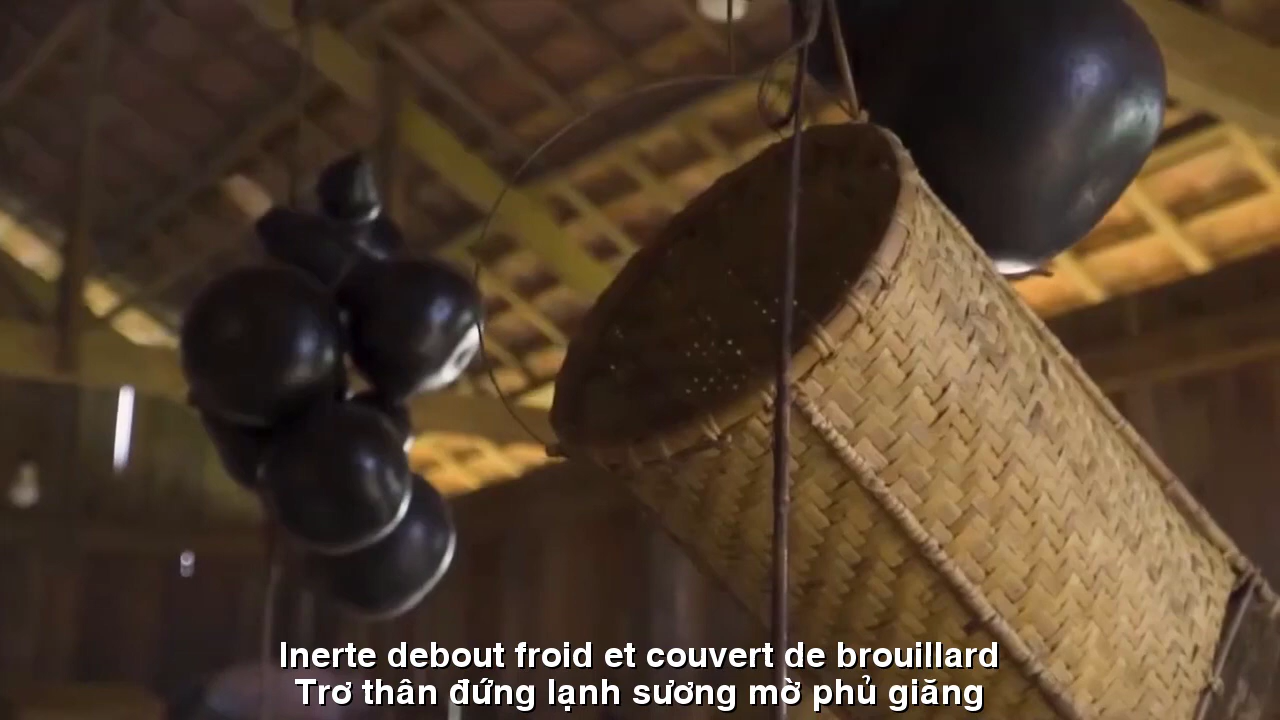 Inerte debout froid et couvert de brouillard
Trơ thân đứng lạnh sương mờ phủ giăng